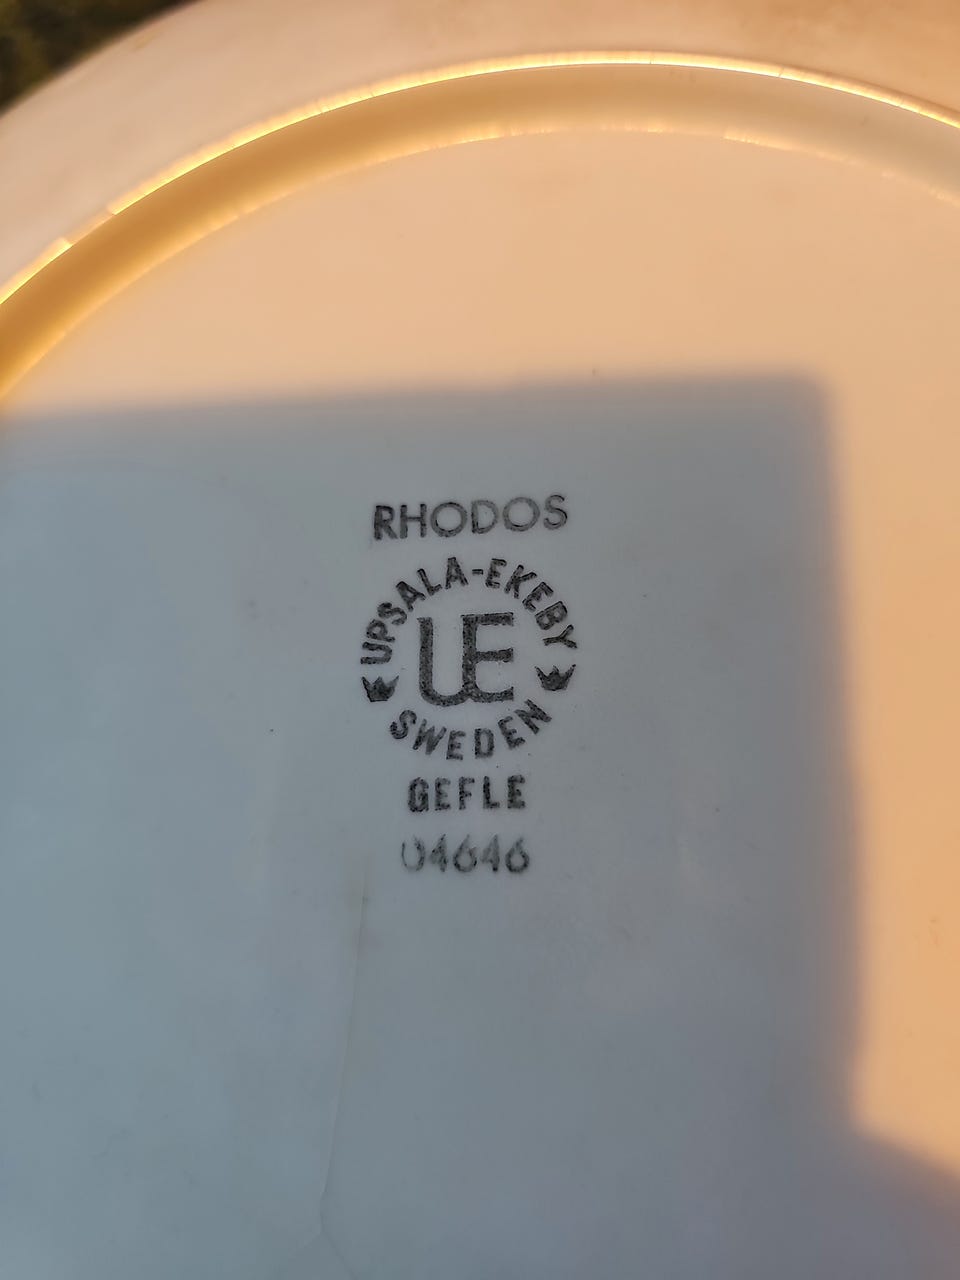 RHODOS
UPSALA-EKEBY
UE
SWEDEN
GEFLE
04646